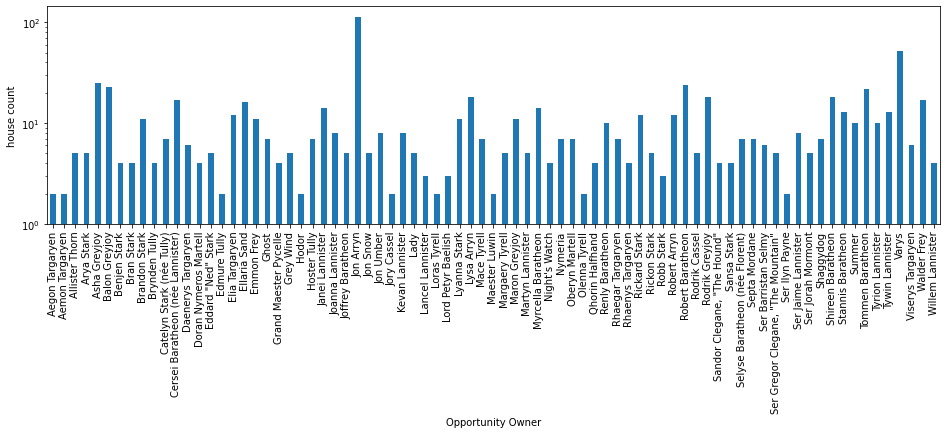 house count
10²
10¹
10⁰
Aegon Targaryen
Aemon Targaryen
Allister Thorn
Arya Stark
Asha Greyjoy
Balon Greyjoy
Benjen Stark
Bran Stark
Brandon Stark
Brynden Tully
Catelyn Stark (née Tully)
Cersei Baratheon (née Lannister)
Daenerys Targaryen
Doran Nymeros Martell
Eddard "Ned" Stark
Edmure Tully
Elia Targaryen
Ellaria Sand
Emmon Frey
Ghost
Grand Maester Pycelle
Grey Wind
Hodor
Hoster Tully
Janei Lannister
Joanna Lannister
Joffrey Baratheon
Jon Arryn
Jon Snow
Jon Umber
Jory Cassel
Kevan Lannister
Lady
Lancel Lannister
Loras Tyrell
Lord Petyr Baelish
Lyanna Stark
Lysa Arryn
Mace Tyrell
Maester Luwin
Margaery Tyrell
Maron Greyjoy
Martyn Lannister
Myrcella Baratheon
Night's Watch
Nymeria
Oberyn Martell
Olenna Tyrell
Qhorin Halfhand
Renly Baratheon
Rhaegar Targaryen
Rhaenys Targaryen
Rickard Stark
Rickon Stark
Robb Stark
Robert Arryn
Robert Baratheon
Rodrik Cassel
Rodrik Greyjoy
Sandor Clegane, "The Hound"
Sansa Stark
Selyse Baratheon (née Florent)
Septa Mordane
Ser Barristan Selmy
Ser Gregor Clegane, "The Mountain"
Ser Ilyn Payne
Ser Jaime Lannister
Ser Jorah Mormont
Shaggydog
Shireen Baratheon
Stannis Baratheon
Summer
Tommen Baratheon
Tyrion Lannister
Tywin Lannister
Varys
Viserys Targaryen
Walder Frey
Willem Lannister
Opportunity Owner